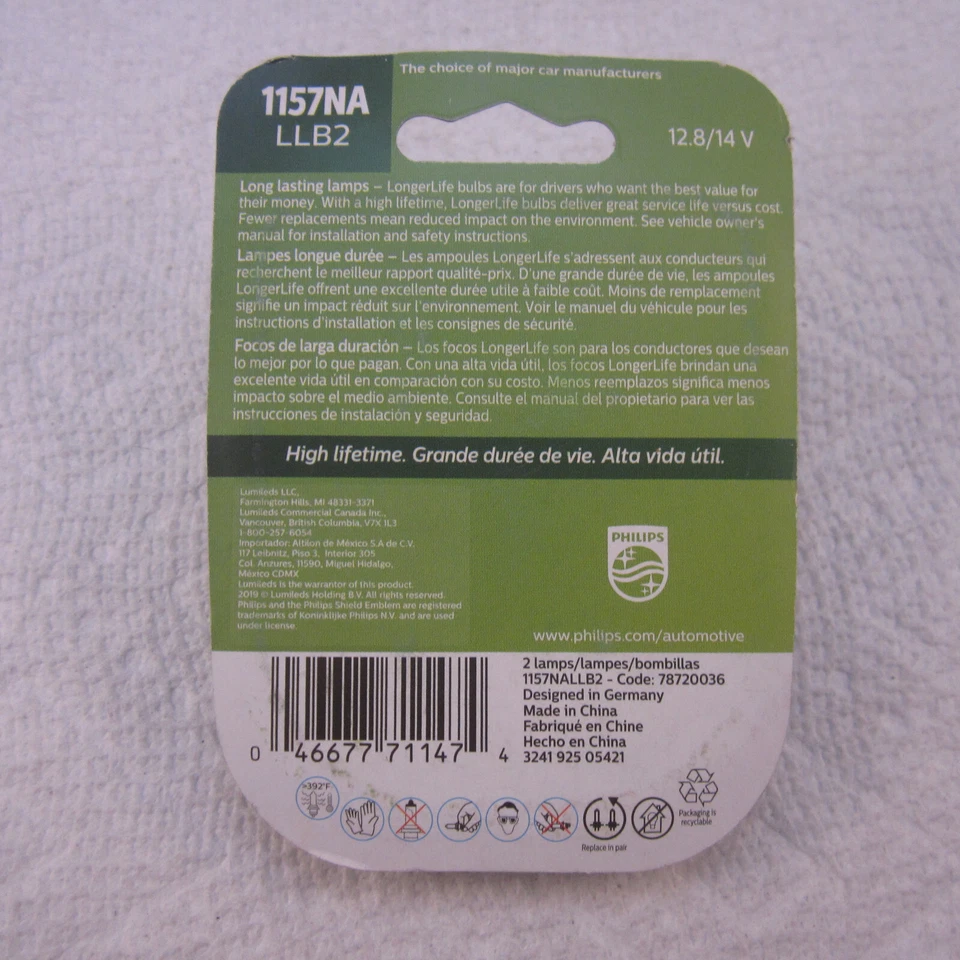 The choice of major car manufacturers
1157NA
LLB2
12.8/14 V
Long lasting lamps – LongerLife bulbs are for drivers who want the best value for
their money. With a high lifetime, LongerLife bulbs deliver great service life versus cost.
Fewer replacements mean reduced impact on the environment. See vehicle owner's
manual for installation and safety instructions.
Lampes longue durée – Les ampoules LongerLife s'adressent aux conducteurs qui
recherchent le meilleur rapport qualité-prix. D'une grande durée de vie, les ampoules
LongerLife offrent une excellente durée utile à faible coût. Moins de remplacement
signifie un impact réduit sur l'environnement. Voir le manuel du véhicule pour les
instructions d'installation et les consignes de sécurité.
Focos de larga duración – Los focos LongerLife son para los conductores que desean
lo mejor por lo que pagan. Con una alta vida útil, los focos LongerLife brindan una
excelente vida útil en comparación con su costo. Menos reemplazos significa menos
impacto sobre el medio ambiente. Consulte el manual del propietario para ver las
instrucciones de instalación y seguridad.
High lifetime. Grande durée de vie. Alta vida útil.
Lumileds LLC,
Farmington Hills, MI 48331-3371
Lumileds Commercial Canada Inc.,
Vancouver, British Columbia, V7X 1L3
1-800-257-6054
Importador: Altilon de México S.A de C.V.
117 Leibnitz, Piso 3, Interior 305
Col. Anzures, 11590, Miguel Hidalgo,
México CDMX
Lumileds is the warrantor of this product.
2019 © Lumileds Holding B.V. All rights reserved.
Philips and the Philips Shield Emblem are registered
trademarks of Koninklijke Philips N.V. and are used
under license.
PHILIPS
www.philips.com/automotive
2 lamps/lampes/bombillas
1157NALLB2 - Code: 78720036
Designed in Germany
Made in China
Fabriqué en Chine
Hecho en China
3241 925 05421
0 46677 71147 4
>392°F
Replace in pair
Packaging is
recyclable